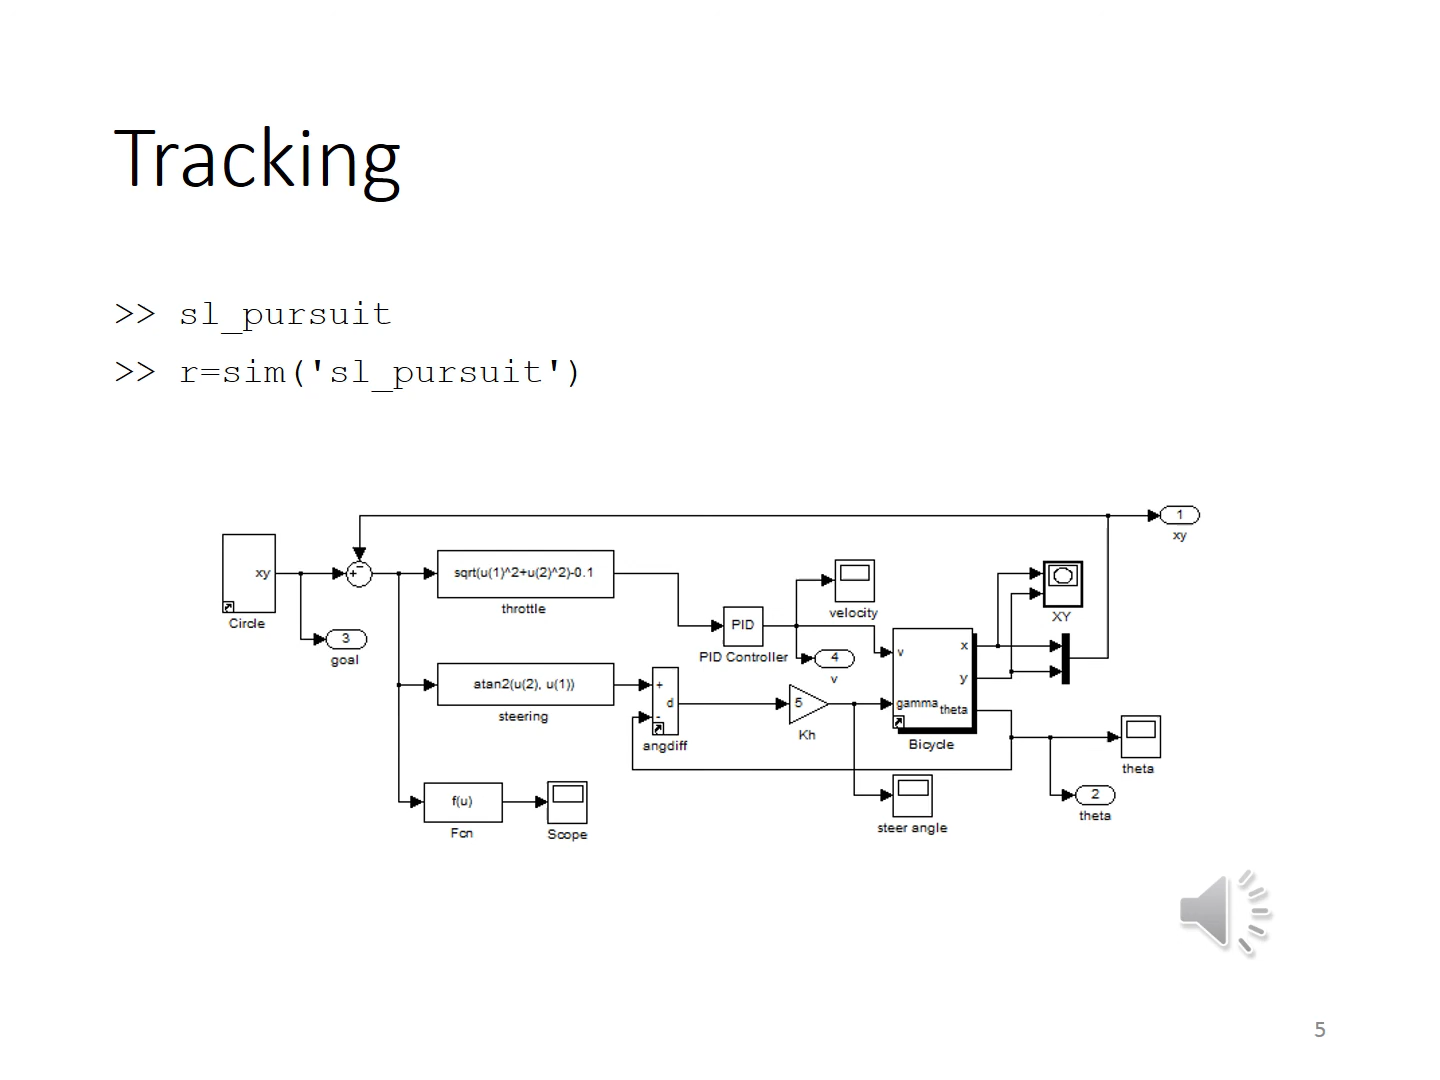 Tracking
>> sl_pursuit
>> r=sim('sl_pursuit')
1
xy
xy
Circle
3
goal
+
−
sqrt(u(1)^2+u(2)^2)-0.1
throttle
PID
PID Controller
velocity
4
v
XY
atan2(u(2), u(1))
steering
+
d
-
angdiff
5
Kh
v
gamma
x
y
theta
Bicycle
theta
2
theta
f(u)
Fcn
Scope
steer angle
5